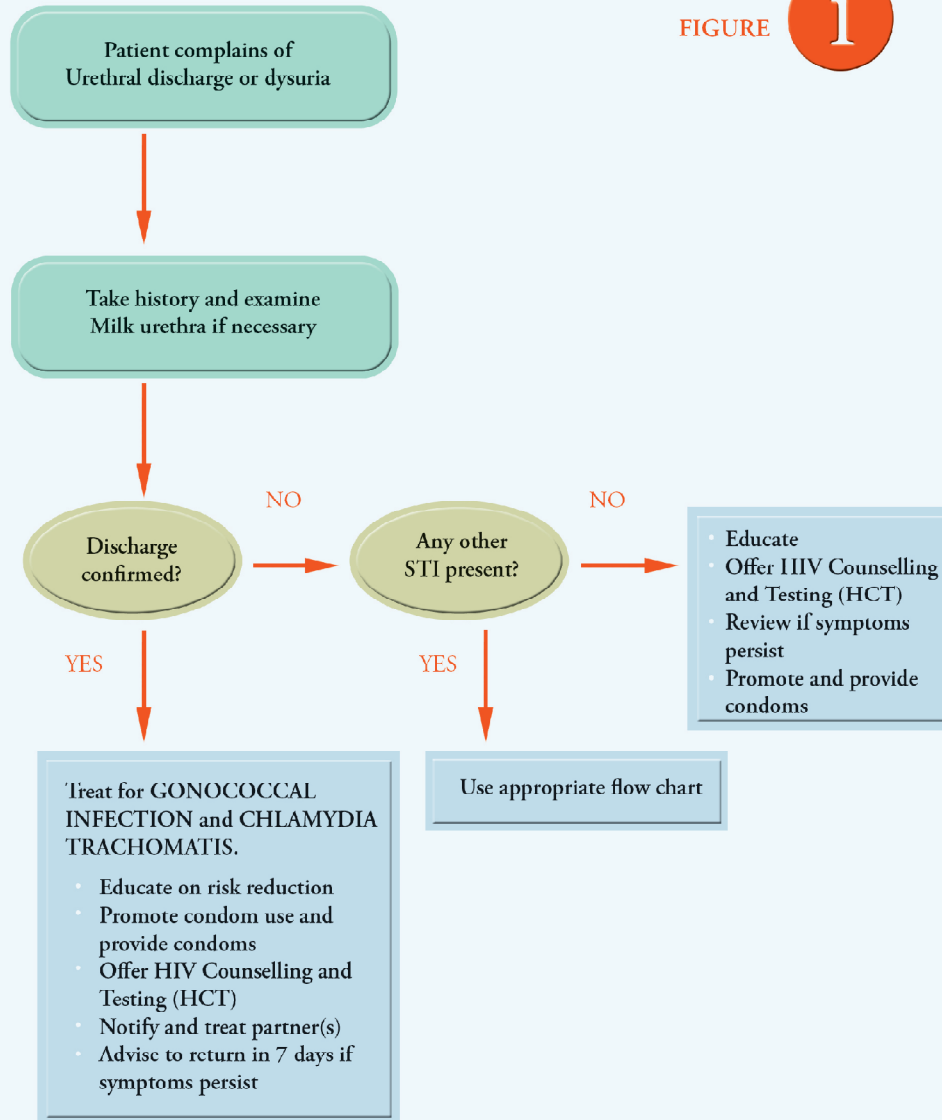 FIGURE 1
Patient complains of
Urethral discharge or dysuria
Take history and examine
Milk urethra if necessary
Discharge
confirmed?
NO
Any other
STI present?
NO
• Educate
• Offer HIV Counselling
and Testing (HCT)
• Review if symptoms
persist
• Promote and provide
condoms
YES
YES
Treat for GONOCOCCAL
INFECTION and CHLAMYDIA
TRACHOMATIS.
• Educate on risk reduction
• Promote condom use and
provide condoms
• Offer HIV Counselling and
Testing (HCT)
• Notify and treat partner(s)
• Advise to return in 7 days if
symptoms persist
Use appropriate flow chart